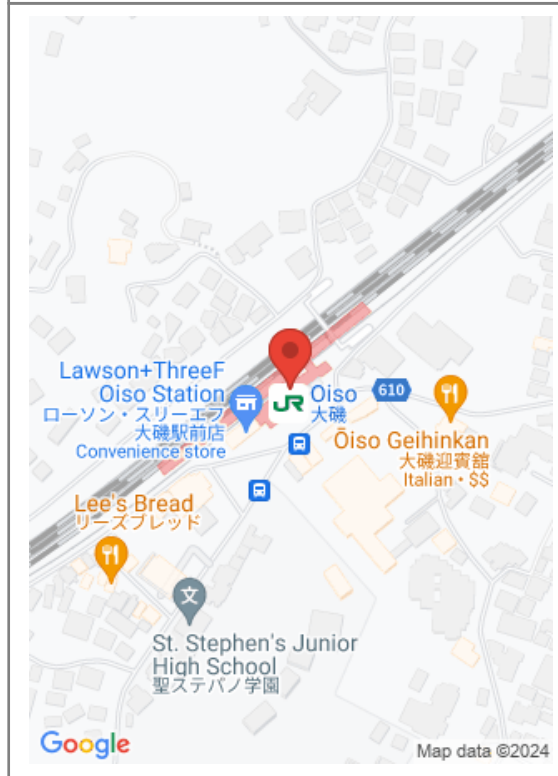 Lawson+ThreeF
Oiso Station
ローソン・スリーエフ
大磯駅前店
Convenience store
JR
Oiso
大磯
610
Ōiso Geihinkan
大磯迎賓舘
Italian • $$
Lee's Bread
リーズブレッド
文
St. Stephen's Junior
High School
聖ステパノ学園
Google
Map data ©2024